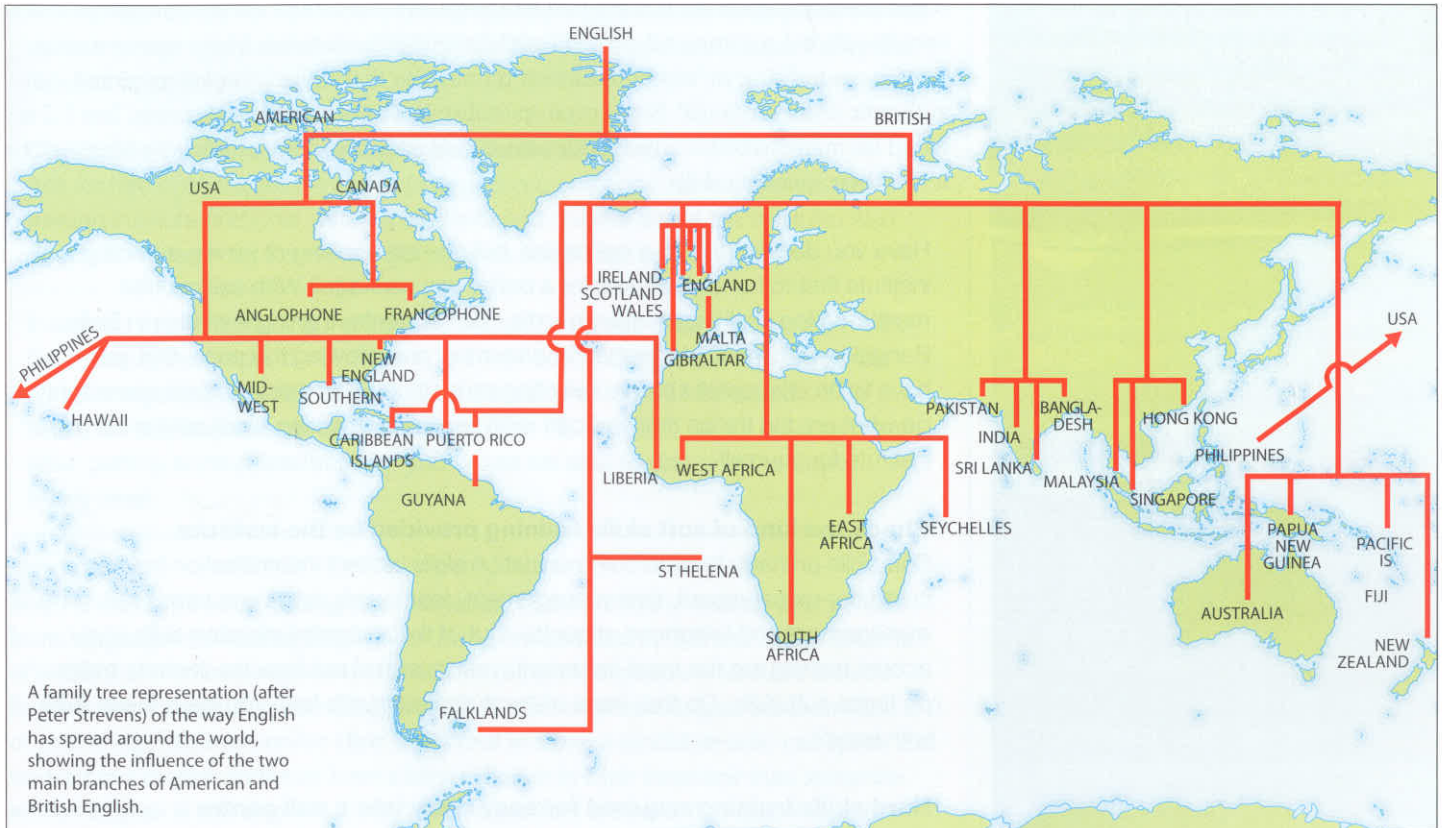 ENGLISH
AMERICAN
BRITISH
USA
CANADA
IRELAND
SCOTLAND
WALES
ENGLAND
ANGLOPHONE
FRANCOPHONE
MALTA
GIBRALTAR
PHILIPPINES
HAWAII
MID-
WEST
SOUTHERN
NEW
ENGLAND
CARIBBEAN
ISLANDS
PUERTO RICO
GUYANA
LIBERIA
WEST AFRICA
EAST
AFRICA
SEYCHELLES
SOUTH
AFRICA
ST HELENA
FALKLANDS
PAKISTAN
INDIA
SRI LANKA
BANGLA-
DESH
MALAYSIA
SINGAPORE
HONG KONG
PHILIPPINES
USA
PAPUA
NEW
GUINEA
PACIFIC
IS
FIJI
AUSTRALIA
NEW
ZEALAND
A family tree representation (after
Peter Strevens) of the way English
has spread around the world,
showing the influence of the two
main branches of American and
British English.